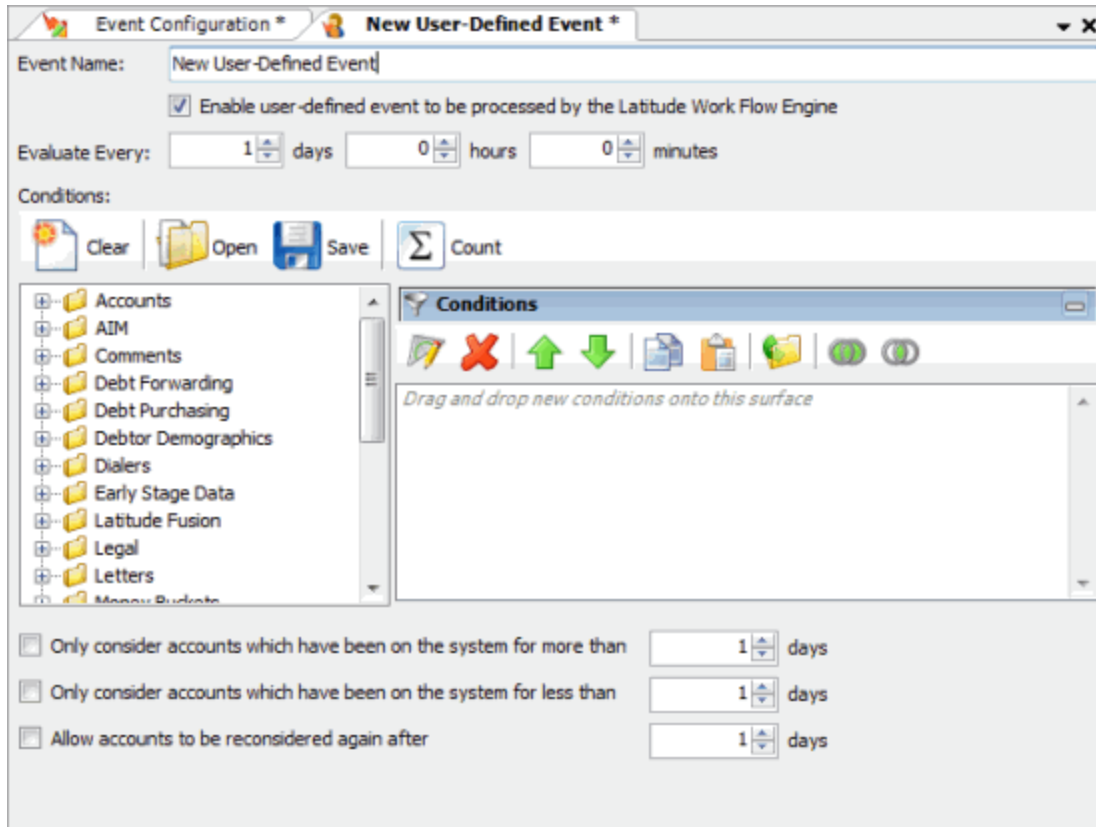 Event Configuration * New User-Defined Event *
Event Name: New User-Defined Event
Enable user-defined event to be processed by the Latitude Work Flow Engine
Evaluate Every: 1 days 0 hours 0 minutes
Conditions:
Clear Open Save Σ Count
Accounts
AIM
Comments
Debt Forwarding
Debt Purchasing
Debtor Demographics
Dialers
Early Stage Data
Latitude Fusion
Legal
Letters
Money Buckets
Conditions
Drag and drop new conditions onto this surface
Only consider accounts which have been on the system for more than 1 days
Only consider accounts which have been on the system for less than 1 days
Allow accounts to be reconsidered again after 1 days